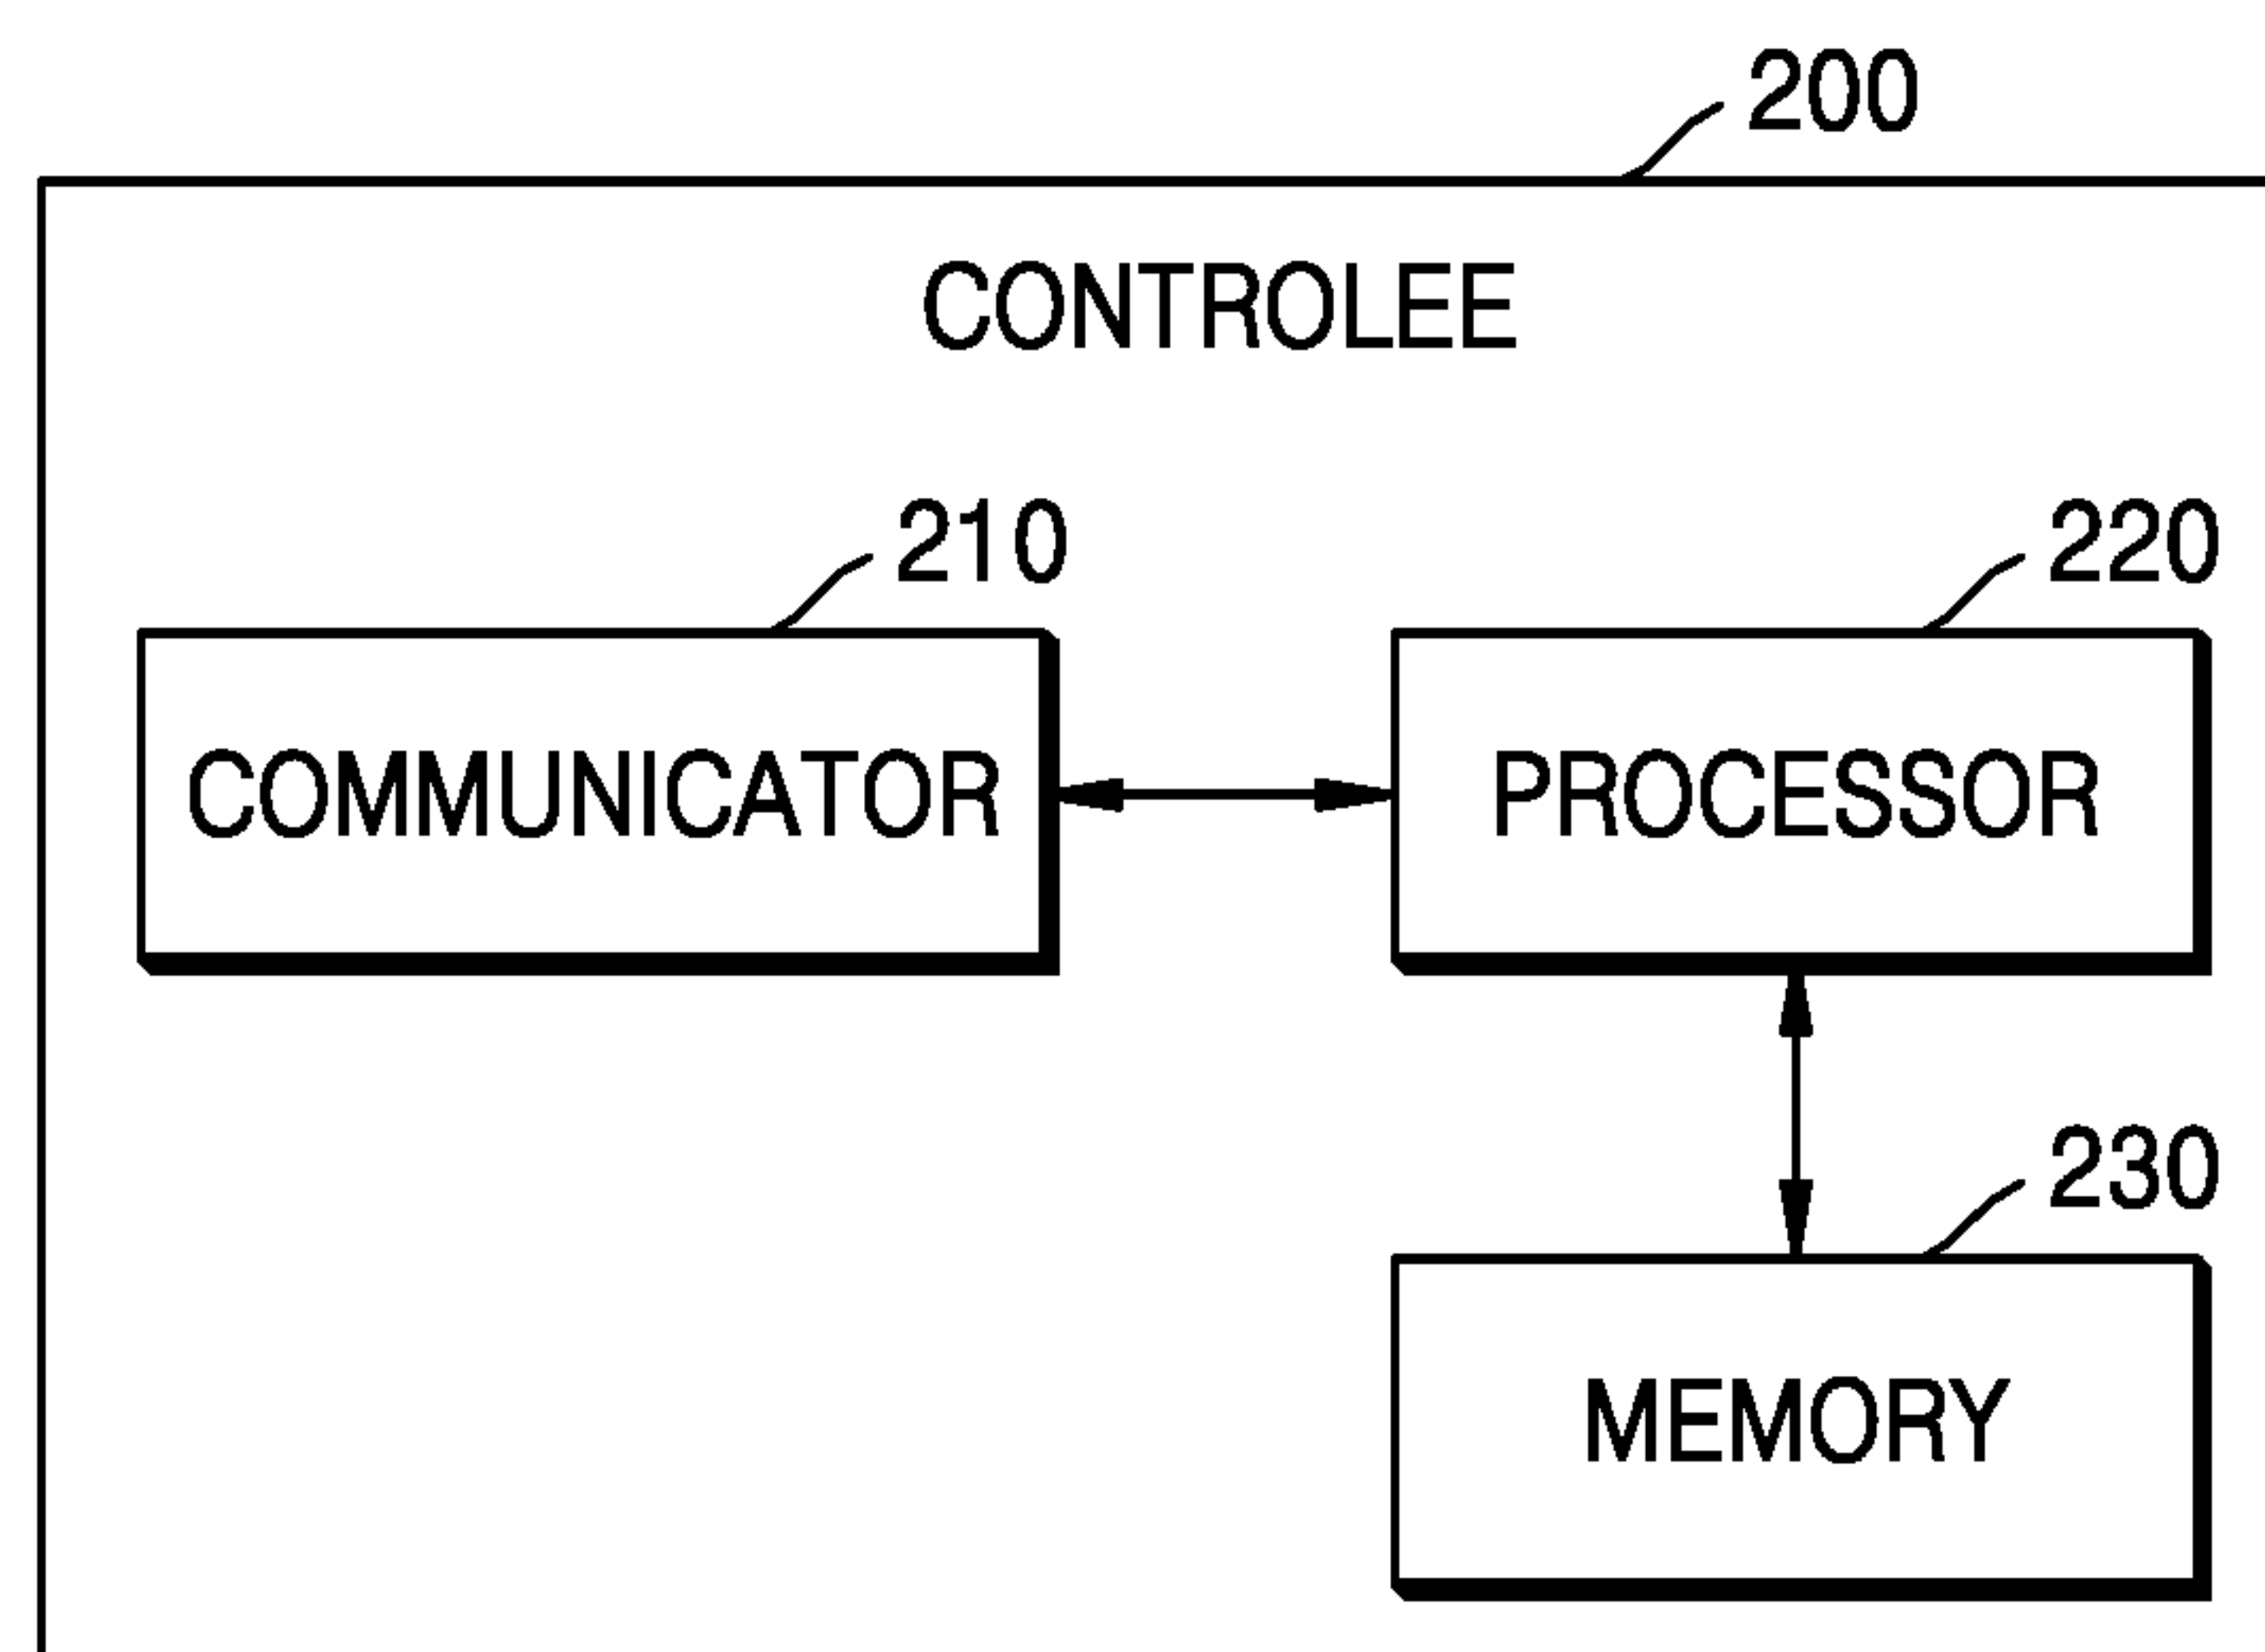 200
CONTROLEE
210
220
COMMUNICATOR
PROCESSOR
230
MEMORY